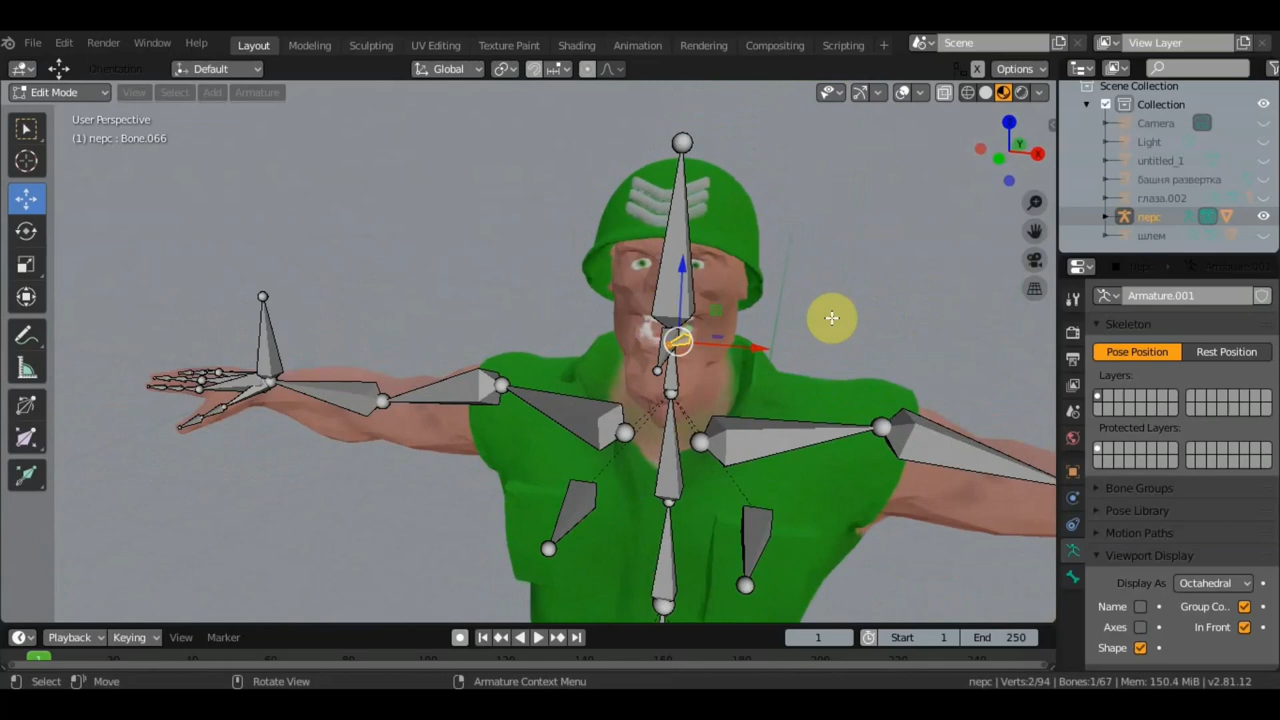 File Edit Render Window Help Layout Modeling Sculpting UV Editing Texture Paint Shading Animation Rendering Compositing Scripting + Scene View Layer
Orientation Default Global X Options
Edit Mode View Select Add Armature
User Perspective
(1) перс : Bone.066
Z
Y
X
Scene Collection
Collection
Camera
Light
untitled_1
башня развертка
глаза.002
перс
шлем
Armature.001
Skeleton
Pose Position Rest Position
Layers:
Protected Layers:
Bone Groups
Pose Library
Motion Paths
Viewport Display
Display As Octahedral
Name Group Co..
Axes In Front
Shape
Playback Keying View Marker 1 Start 1 End 250
1
Select Move Rotate View Armature Context Menu перс | Verts:2/94 | Bones:1/67 | Mem: 150.4 MiB | v2.81.12